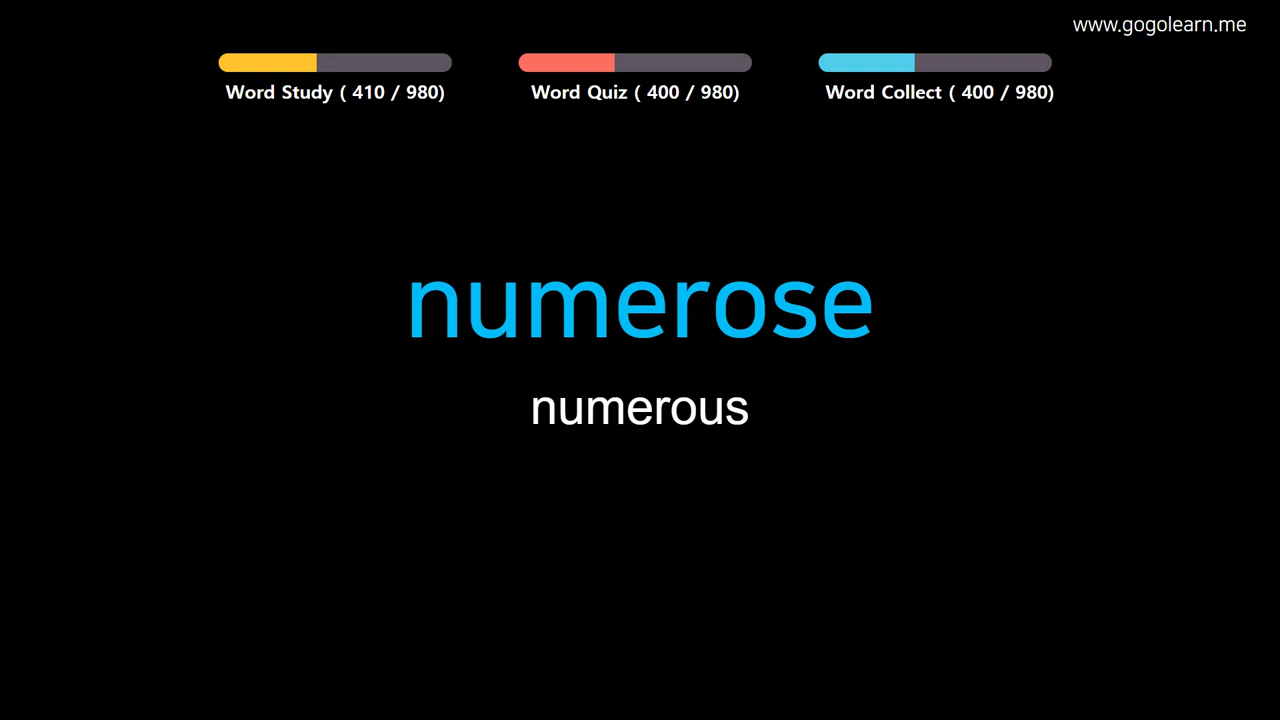 www.gogolearn.me
Word Study ( 410 / 980)
Word Quiz ( 400 / 980)
Word Collect ( 400 / 980)
numerose
numerous